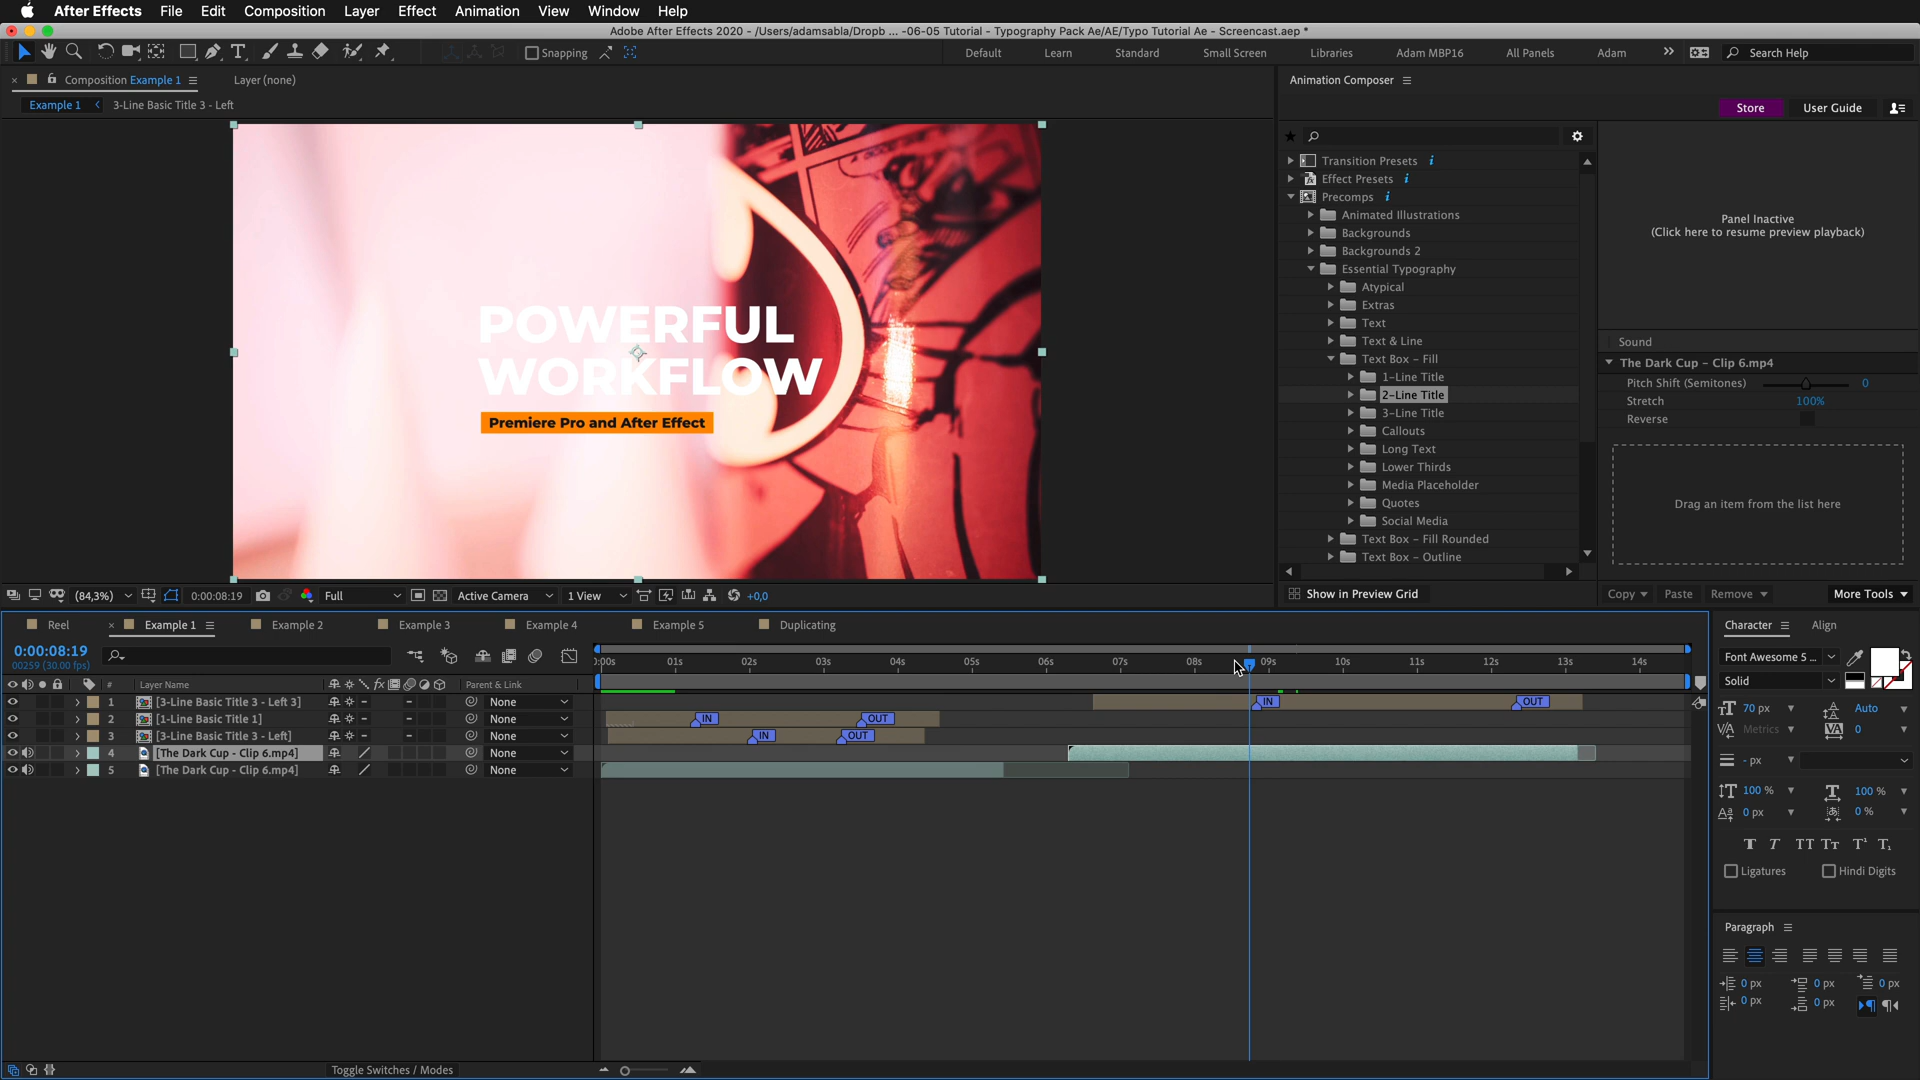 After Effects File Edit Composition Layer Effect Animation View Window Help
Adobe After Effects 2020 - /Users/adamsabla/Dropb ... -06-05 Tutorial - Typography Pack Ae/AE/Typo Tutorial Ae - Screencast.aep *
Snapping Default Learn Standard Small Screen Libraries Adam MBP16 All Panels Adam Search Help
Composition Example 1 Layer (none)
Example 1 3-Line Basic Title 3 - Left
Animation Composer
Store User Guide
POWERFUL
WORKFLOW
Premiere Pro and After Effect
Transition Presets i
Effect Presets i
Precomps i
Animated Illustrations
Backgrounds
Backgrounds 2
Essential Typography
Atypical
Extras
Text
Text & Line
Text Box – Fill
1-Line Title
2-Line Title
3-Line Title
Callouts
Long Text
Lower Thirds
Media Placeholder
Quotes
Social Media
Text Box – Fill Rounded
Text Box – Outline
Panel Inactive
(Click here to resume preview playback)
Sound
The Dark Cup – Clip 6.mp4
Pitch Shift (Semitones) 0
Stretch 100%
Reverse
Drag an item from the list here
(84,3%) 0:00:08:19 Full Active Camera 1 View +0,0
Show in Preview Grid Copy Paste Remove More Tools
Reel Example 1 Example 2 Example 3 Example 4 Example 5 Duplicating
0:00:08:19
00259 (30.00 fps)
0:00s 01s 02s 03s 04s 05s 06s 07s 08s 09s 10s 11s 12s 13s 14s
# Layer Name fx Parent & Link
1 [3-Line Basic Title 3 - Left 3] None IN OUT
2 [1-Line Basic Title 1] None IN OUT
3 [3-Line Basic Title 3 - Left] None IN OUT
4 [The Dark Cup - Clip 6.mp4] None
5 [The Dark Cup - Clip 6.mp4] None
Toggle Switches / Modes
Character Align
Font Awesome 5 ...
Solid
70 px Auto
Metrics 0
- px
100 % 100 %
0 px 0 %
T T TT Tt T¹ T₁
Ligatures Hindi Digits
Paragraph
0 px 0 px 0 px
0 px 0 px